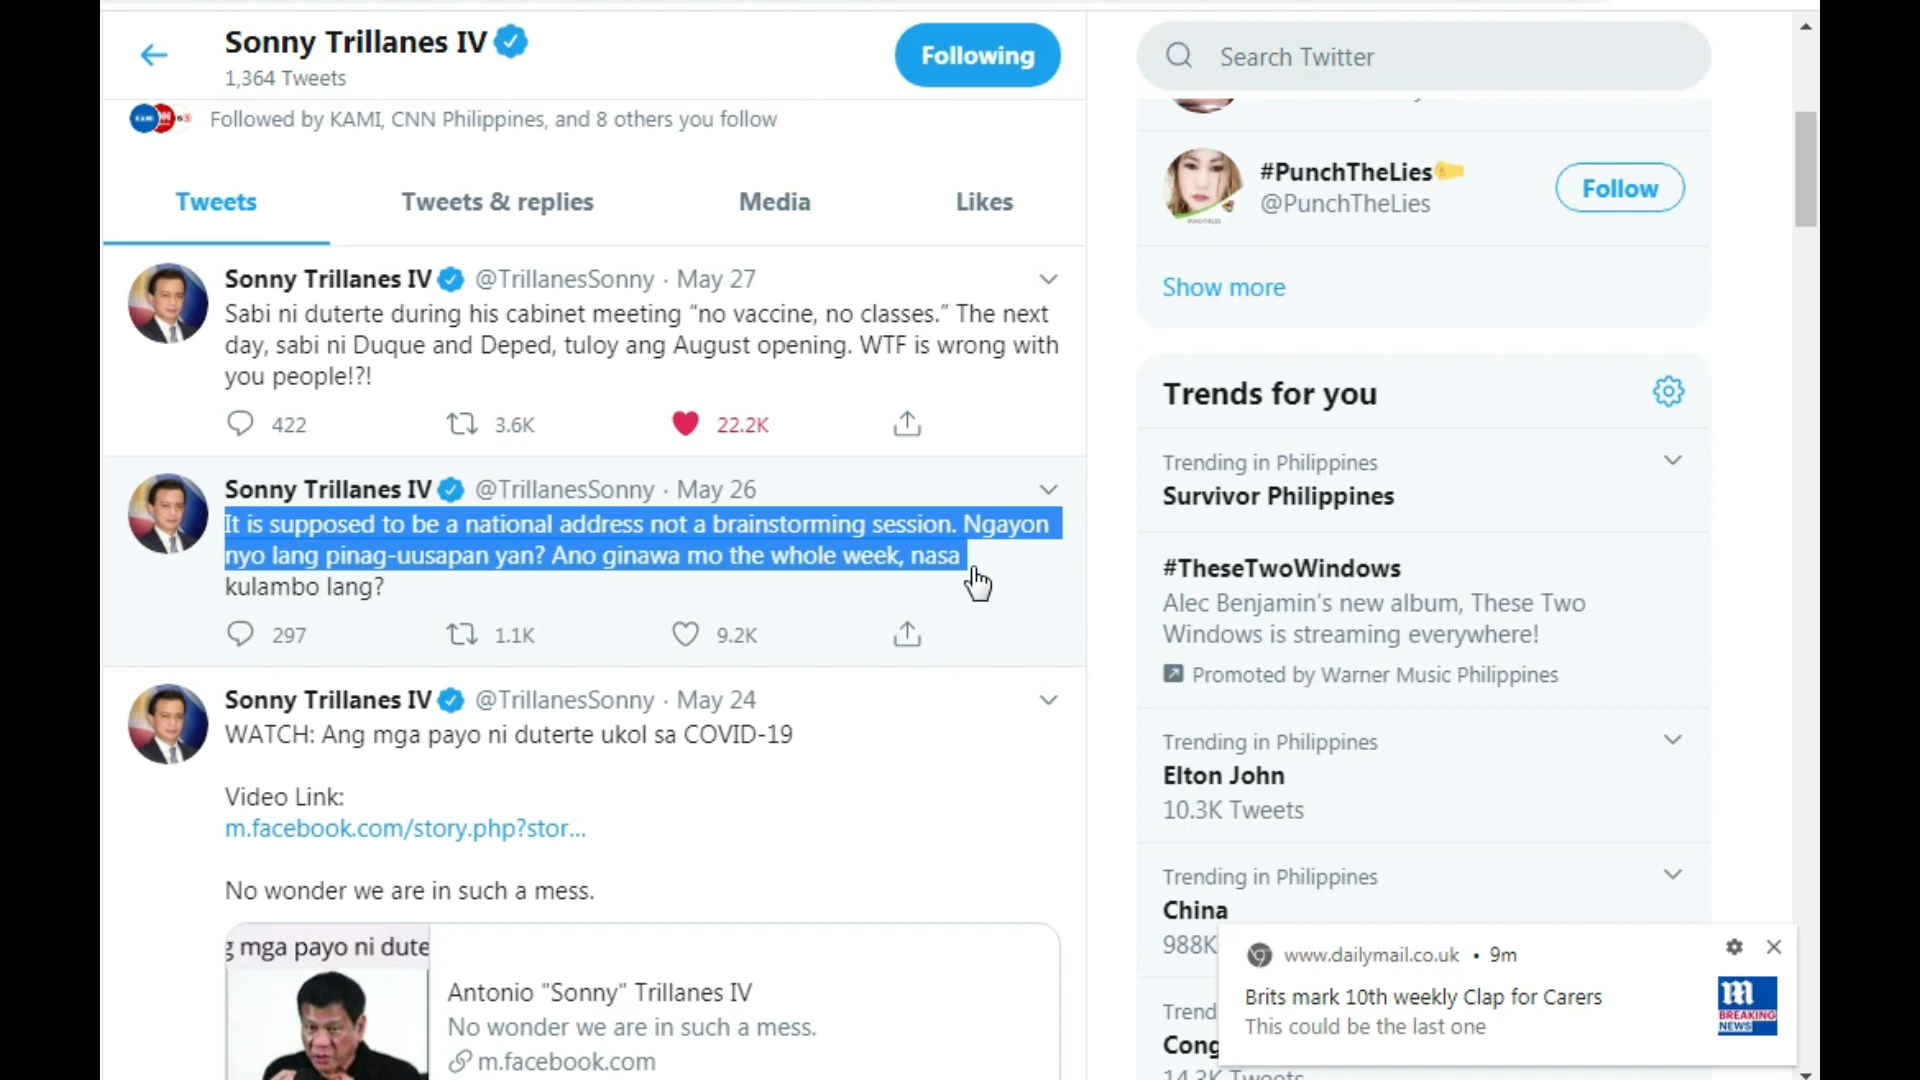 Sonny Trillanes IV
1,364 Tweets
Following
Followed by KAMI, CNN Philippines, and 8 others you follow
Tweets
Tweets & replies
Media
Likes
Sonny Trillanes IV @TrillanesSonny · May 27
Sabi ni duterte during his cabinet meeting “no vaccine, no classes.” The next
day, sabi ni Duque and Deped, tuloy ang August opening. WTF is wrong with
you people!?!
422
3.6K
22.2K
Sonny Trillanes IV @TrillanesSonny · May 26
It is supposed to be a national address not a brainstorming session. Ngayon
nyo lang pinag-uusapan yan? Ano ginawa mo the whole week, nasa
kulambo lang?
297
1.1K
9.2K
Sonny Trillanes IV @TrillanesSonny · May 24
WATCH: Ang mga payo ni duterte ukol sa COVID-19
Video Link:
m.facebook.com/story.php?stor...
No wonder we are in such a mess.
g mga payo ni dute
Antonio "Sonny" Trillanes IV
No wonder we are in such a mess.
m.facebook.com
Search Twitter
#PunchTheLies
@PunchTheLies
Follow
Show more
Trends for you
Trending in Philippines
Survivor Philippines
#TheseTwoWindows
Alec Benjamin's new album, These Two
Windows is streaming everywhere!
Promoted by Warner Music Philippines
Trending in Philippines
Elton John
10.3K Tweets
Trending in Philippines
China
988K
Trend
Cong
14.3K Tweets
www.dailymail.co.uk • 9m
Brits mark 10th weekly Clap for Carers
This could be the last one
m
BREAKING
NEWS